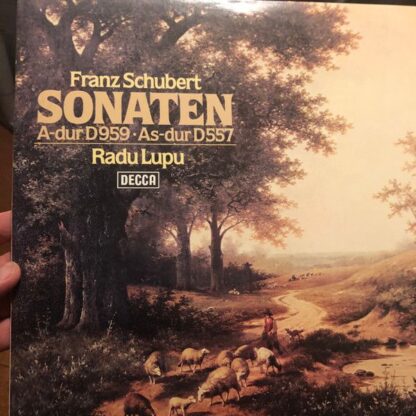 Franz Schubert
SONATEN
A-dur D959 · As-dur D557
Radu Lupu
DECCA